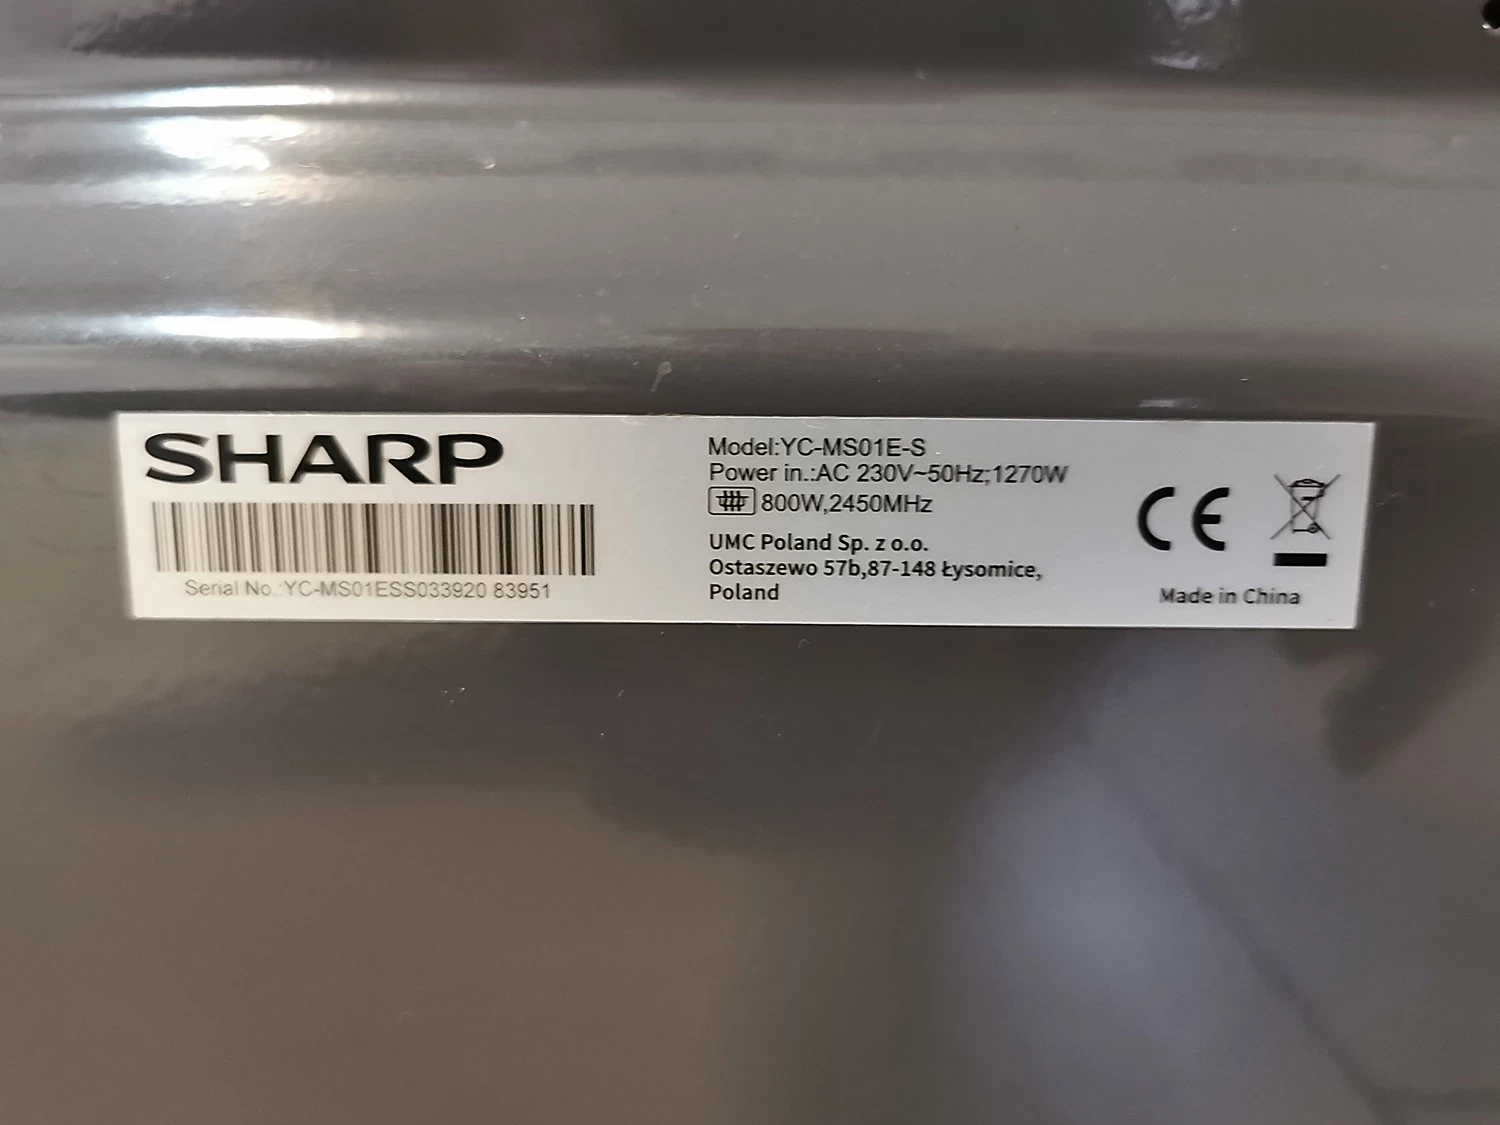 SHARP
Serial No.:YC-MS01ESS033920 83951
Model:YC-MS01E-S
Power in.:AC 230V~50Hz;1270W
800W,2450MHz
UMC Poland Sp. z o.o.
Ostaszewo 57b,87-148 Łysomice,
Poland
CE
Made in China